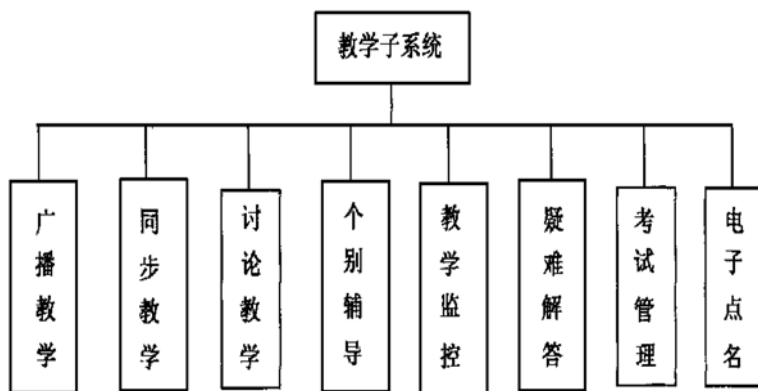 教学子系统
广播教学
同步教学
讨论教学
个别辅导
教学监控
疑难解答
考试管理
电子点名